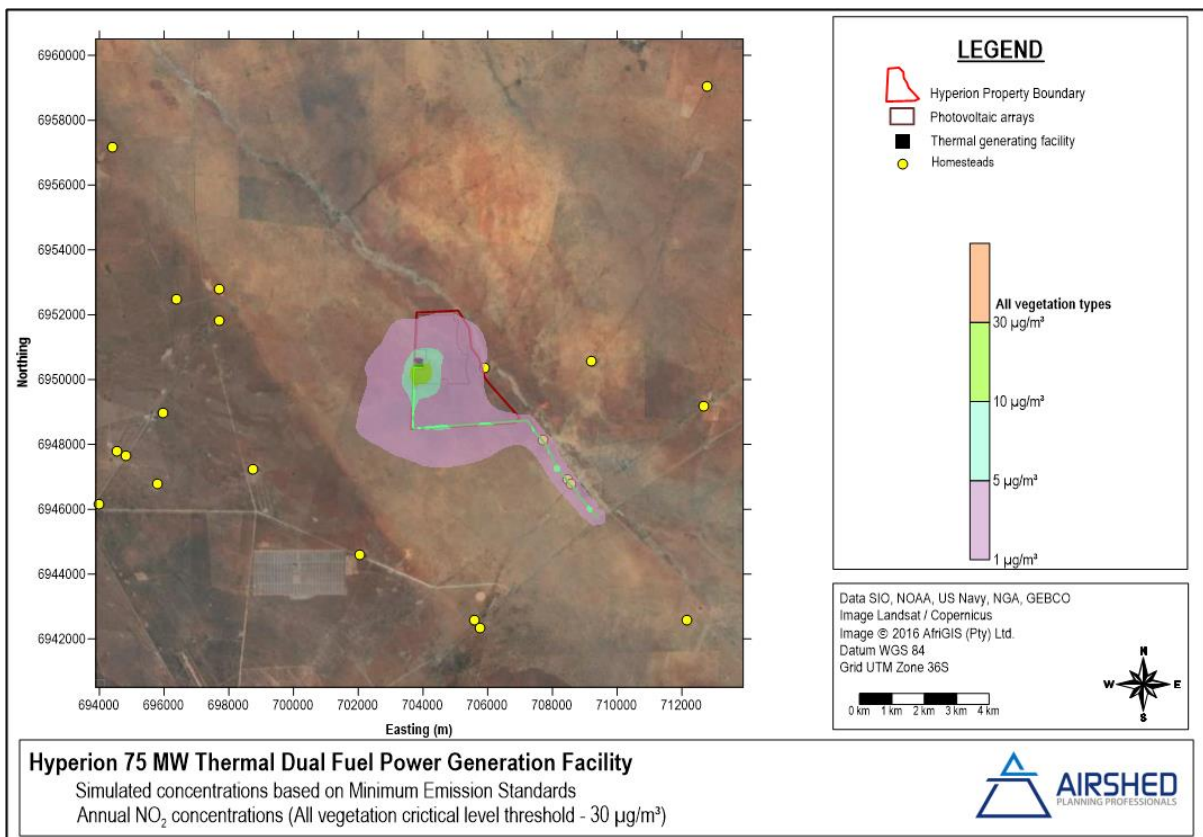 6960000
6958000
6956000
6954000
6952000
6950000
6948000
6946000
6944000
6942000
Northing
694000 696000 698000 700000 702000 704000 706000 708000 710000 712000
Easting (m)
LEGEND
Hyperion Property Boundary
Photovoltaic arrays
Thermal generating facility
Homesteads
All vegetation types
30 µg/m³
10 µg/m³
5 µg/m³
1 µg/m³
Data SIO, NOAA, US Navy, NGA, GEBCO
Image Landsat / Copernicus
Image © 2016 AfriGIS (Pty) Ltd.
Datum WGS 84
Grid UTM Zone 36S
N
W E
S
0 km 1 km 2 km 3 km 4 km
Hyperion 75 MW Thermal Dual Fuel Power Generation Facility
Simulated concentrations based on Minimum Emission Standards
Annual NO₂ concentrations (All vegetation crictical level threshold - 30 µg/m³)
AIRSHED
PLANNING PROFESSIONALS